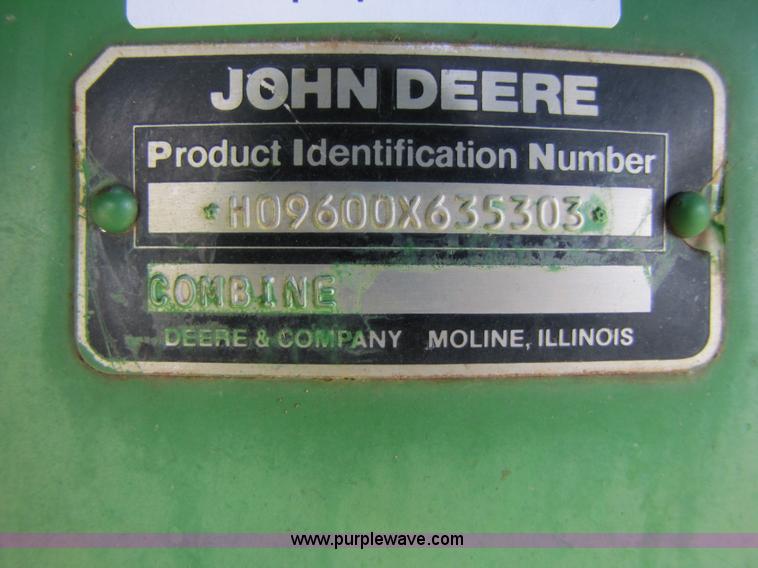 JOHN DEERE
Product Identification Number
*H09600X635303*
COMBINE
DEERE & COMPANY MOLINE, ILLINOIS
www.purplewave.com